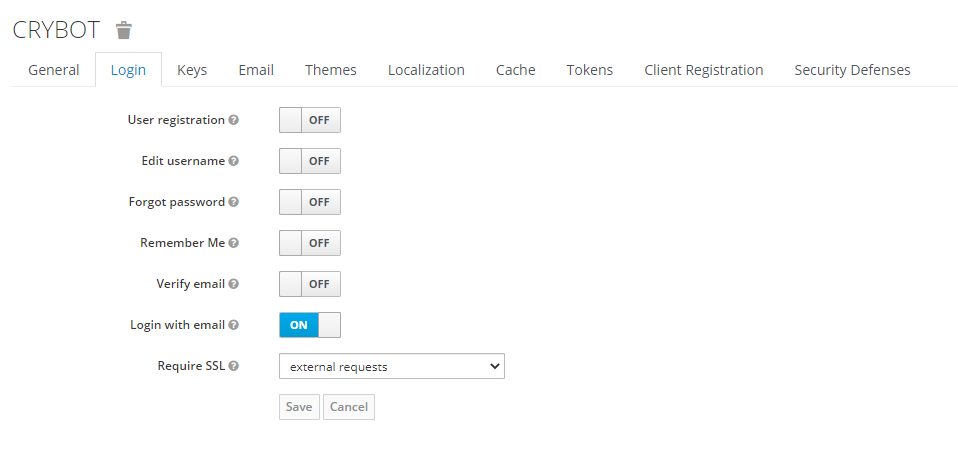 CRYBOT
General Login Keys Email Themes Localization Cache Tokens Client Registration Security Defenses
User registration OFF
Edit username OFF
Forgot password OFF
Remember Me OFF
Verify email OFF
Login with email ON
Require SSL external requests
Save Cancel